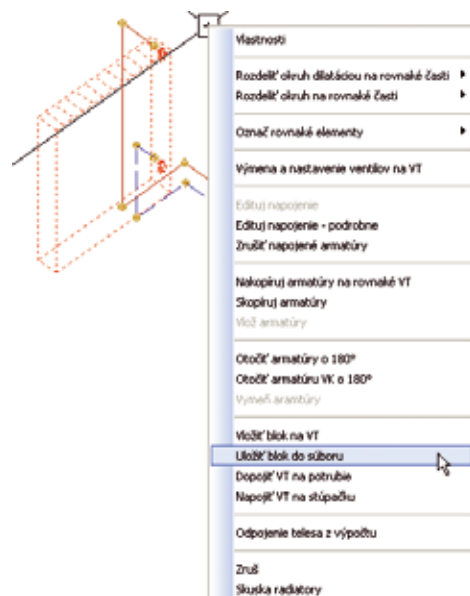 Vlastnosti
Rozdeliť okruh dilatáciou na rovnaké časti
Rozdeliť okruh na rovnaké časti
Označ rovnaké elementy
Výmena a nastavenie ventilov na VT
Edituj napojenie
Edituj napojenie - podrobne
Zrušiť napojené armatúry
Nakopíruj armatúry na rovnaké VT
Skopíruj armatúry
Vlož armatúry
Otočiť armatúry o 180°
Otočiť armatúru VK o 180°
Vymeň aramtúry
Vložiť blok na VT
Uložiť blok do súboru
Dopojiť VT na potrubie
Napojiť VT na stúpačku
Odpojenie telesa z výpočtu
Zruš
Skuska radiatory